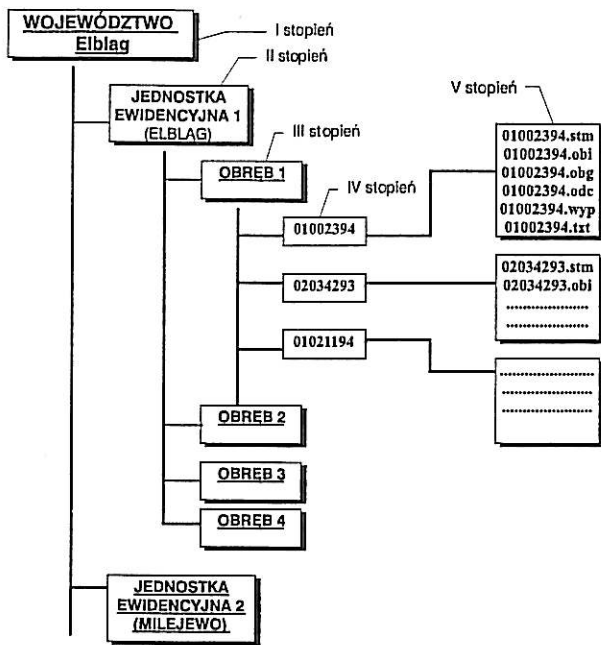 WOJEWÓDZTWO
Elbląg
I stopień
II stopień
JEDNOSTKA
EWIDENCYJNA 1
(ELBLĄG)
III stopień
OBRĘB 1
IV stopień
V stopień
01002394
01002394.stm
01002394.obi
01002394.obg
01002394.odc
01002394.wyp
01002394.txt
02034293
02034293.stm
02034293.obi
.....................
.....................
01021194
.....................
.....................
.....................
OBRĘB 2
OBRĘB 3
OBRĘB 4
JEDNOSTKA
EWIDENCYJNA 2
(MILEJEWO)